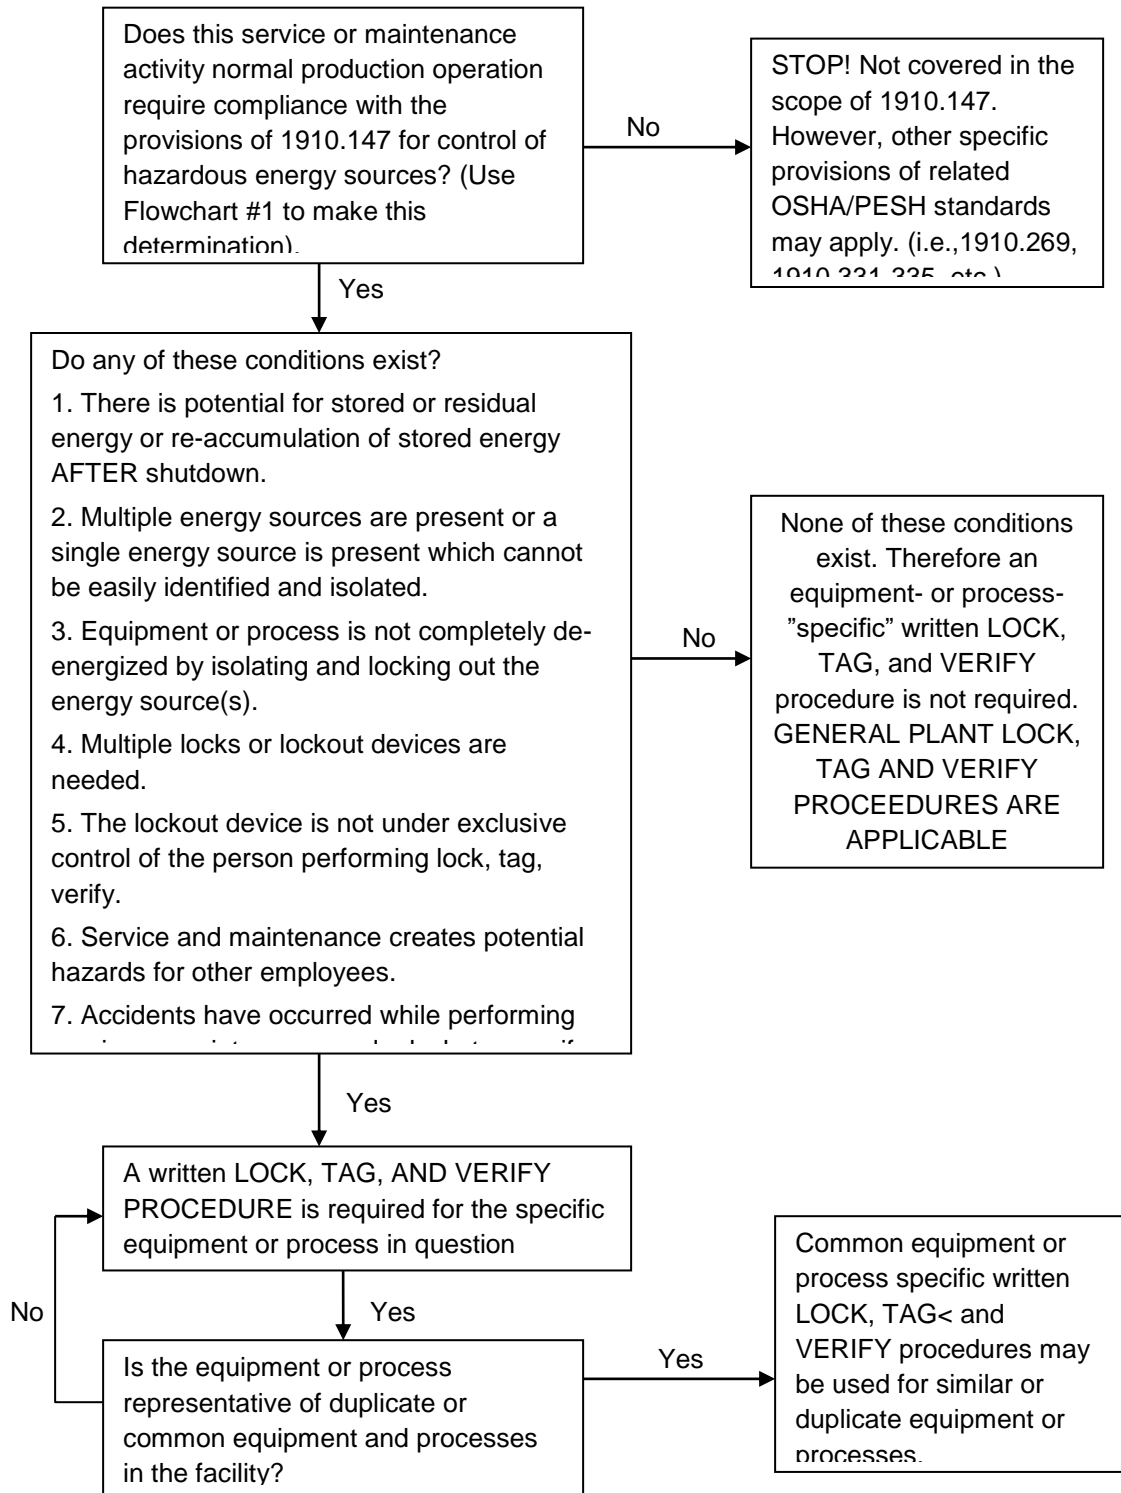 Does this service or maintenance
activity normal production operation
require compliance with the
provisions of 1910.147 for control of
hazardous energy sources? (Use
Flowchart #1 to make this
determination).
No
STOP! Not covered in the
scope of 1910.147.
However, other specific
provisions of related
OSHA/PESH standards
may apply. (i.e.,1910.269,
1910.331-335, etc.)
Yes
Do any of these conditions exist?
1. There is potential for stored or residual
energy or re-accumulation of stored energy
AFTER shutdown.
2. Multiple energy sources are present or a
single energy source is present which cannot
be easily identified and isolated.
3. Equipment or process is not completely de-
energized by isolating and locking out the
energy source(s).
4. Multiple locks or lockout devices are
needed.
5. The lockout device is not under exclusive
control of the person performing lock, tag,
verify.
6. Service and maintenance creates potential
hazards for other employees.
7. Accidents have occurred while performing
No
None of these conditions
exist. Therefore an
equipment- or process-
”specific” written LOCK,
TAG, and VERIFY
procedure is not required.
GENERAL PLANT LOCK,
TAG AND VERIFY
PROCEEDURES ARE
APPLICABLE
Yes
A written LOCK, TAG, AND VERIFY
PROCEDURE is required for the specific
equipment or process in question
No
Yes
Is the equipment or process
representative of duplicate or
common equipment and processes
in the facility?
Yes
Common equipment or
process specific written
LOCK, TAG< and
VERIFY procedures may
be used for similar or
duplicate equipment or
processes.